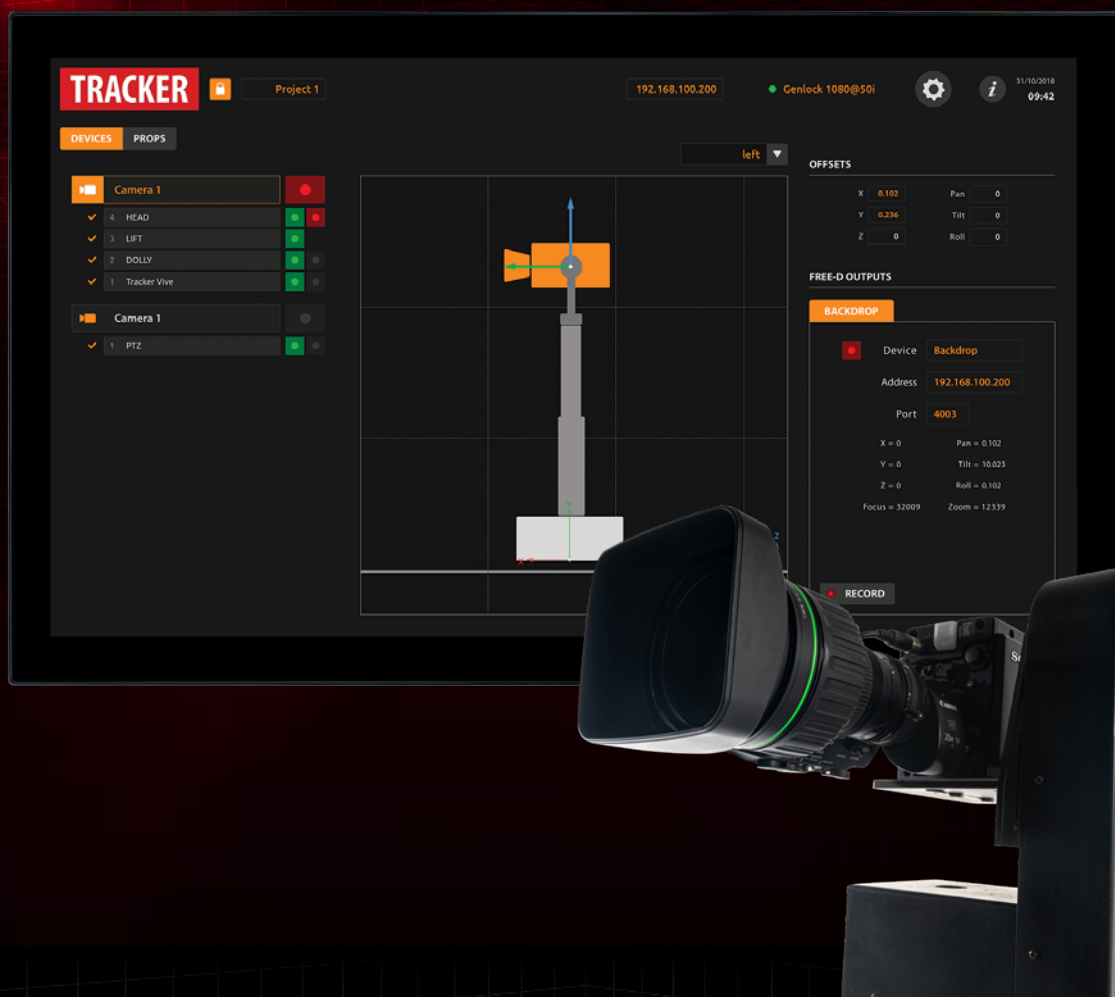 TRACKER
Project 1
192.168.100.200
Genlock 1080@50i
i
31/10/2018
09:42
DEVICES PROPS
left
Camera 1
4 HEAD
3 LIFT
2 DOLLY
1 Tracker Vive
Camera 1
1 PTZ
Y
X
Z
OFFSETS
X 0.102 Pan 0
Y 0.236 Tilt 0
Z 0 Roll 0
FREE-D OUTPUTS
BACKDROP
Device Backdrop
Address 192.168.100.200
Port 4003
X = 0 Pan = 0.102
Y = 0 Tilt = 10.023
Z = 0 Roll = 0.102
Focus = 32009 Zoom = 12339
RECORD
Canon